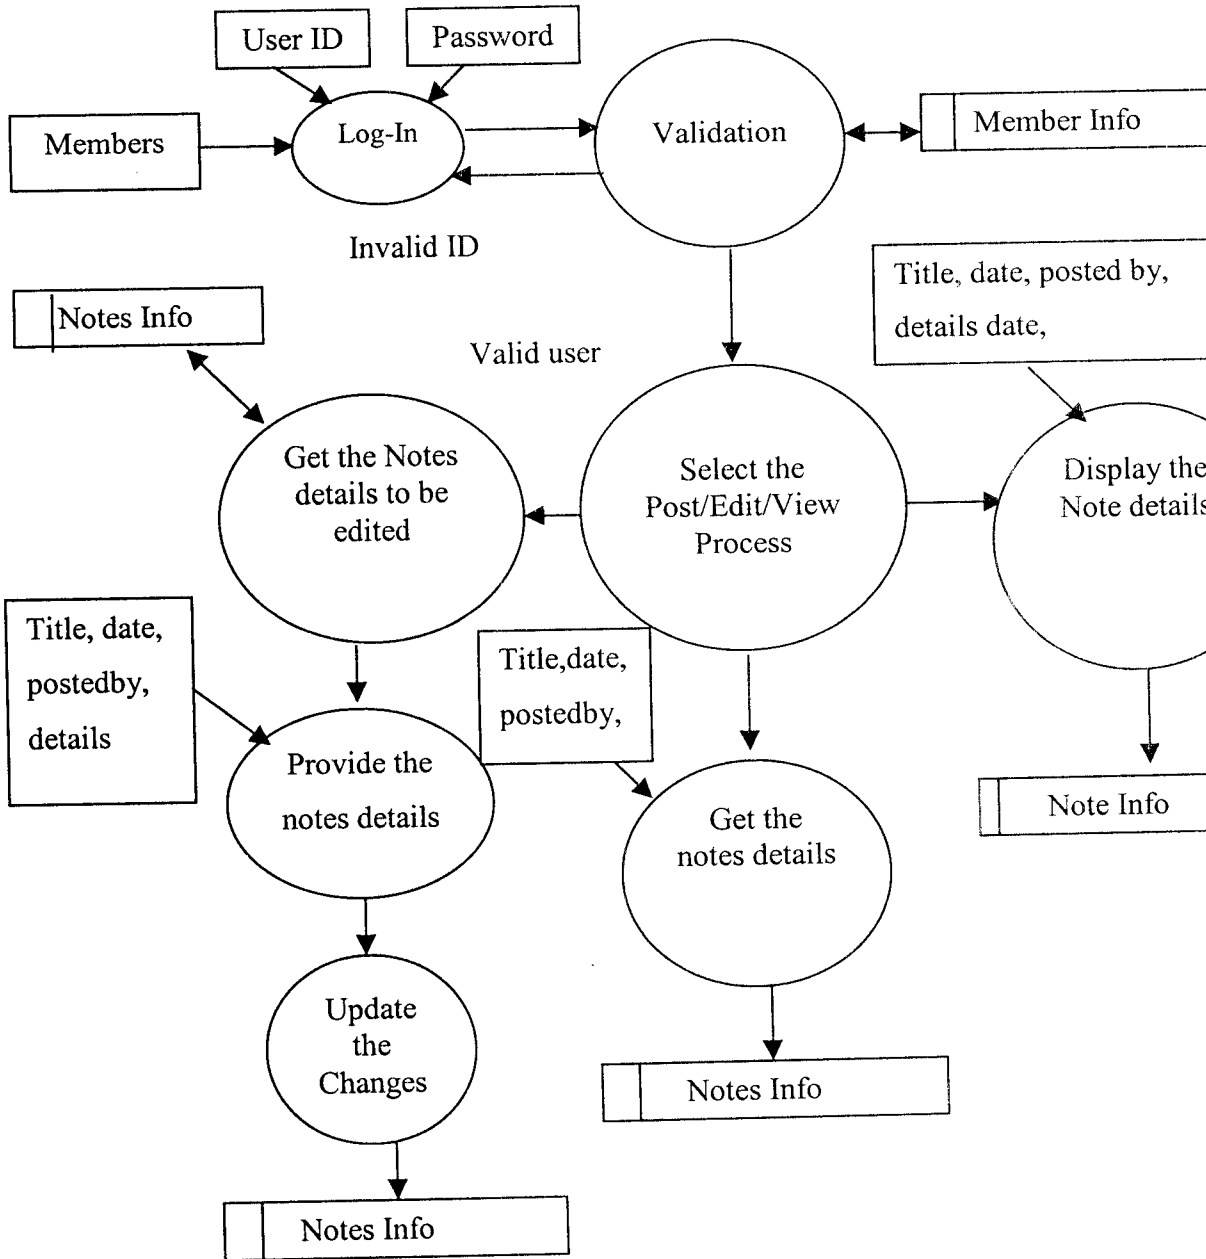 User ID
Password
Members
Log-In
Validation
Member Info
Invalid ID
Title, date, posted by,
details date,
Notes Info
Valid user
Get the Notes
details to be
edited
Select the
Post/Edit/View
Process
Display the
Note details
Title, date,
postedby,
details
Title,date,
postedby,
Provide the
notes details
Get the
notes details
Note Info
Update
the
Changes
Notes Info
Notes Info